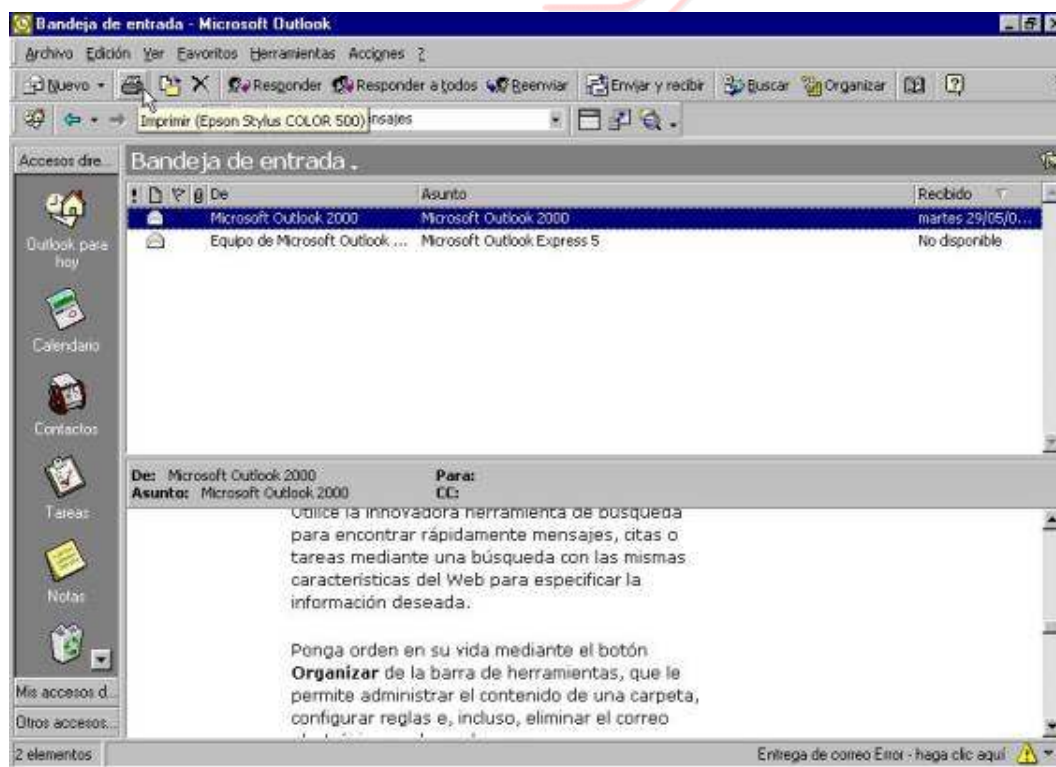 Bandeja de entrada - Microsoft Outlook
Archivo Edición Ver Favoritos Herramientas Acciones ?
Nuevo Responder Responder a todos Reenviar Enviar y recibir Buscar Organizar
Imprimir (Epson Stylus COLOR 500)
Accesos dire...
Bandeja de entrada
! De Asunto Recibido
Microsoft Outlook 2000 Microsoft Outlook 2000 martes 29/05/0...
Equipo de Microsoft Outlook ... Microsoft Outlook Express 5 No disponible
Outlook para
hoy
Calendario
Contactos
Tareas
Notas
Mis accesos d...
Otros accesos...
De: Microsoft Outlook 2000 Para:
Asunto: Microsoft Outlook 2000 CC:
Utilice la innovadora herramienta de búsqueda
para encontrar rápidamente mensajes, citas o
tareas mediante una búsqueda con las mismas
características del Web para especificar la
información deseada.
Ponga orden en su vida mediante el botón
Organizar de la barra de herramientas, que le
permite administrar el contenido de una carpeta,
configurar reglas e, incluso, eliminar el correo
2 elementos
Entrega de correo Error - haga clic aquí